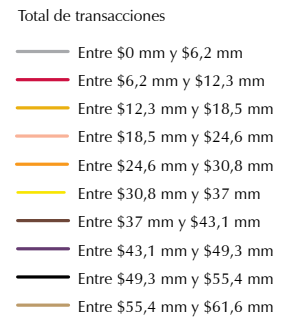 Total de transacciones
Entre $0 mm y $6,2 mm
Entre $6,2 mm y $12,3 mm
Entre $12,3 mm y $18,5 mm
Entre $18,5 mm y $24,6 mm
Entre $24,6 mm y $30,8 mm
Entre $30,8 mm y $37 mm
Entre $37 mm y $43,1 mm
Entre $43,1 mm y $49,3 mm
Entre $49,3 mm y $55,4 mm
Entre $55,4 mm y $61,6 mm